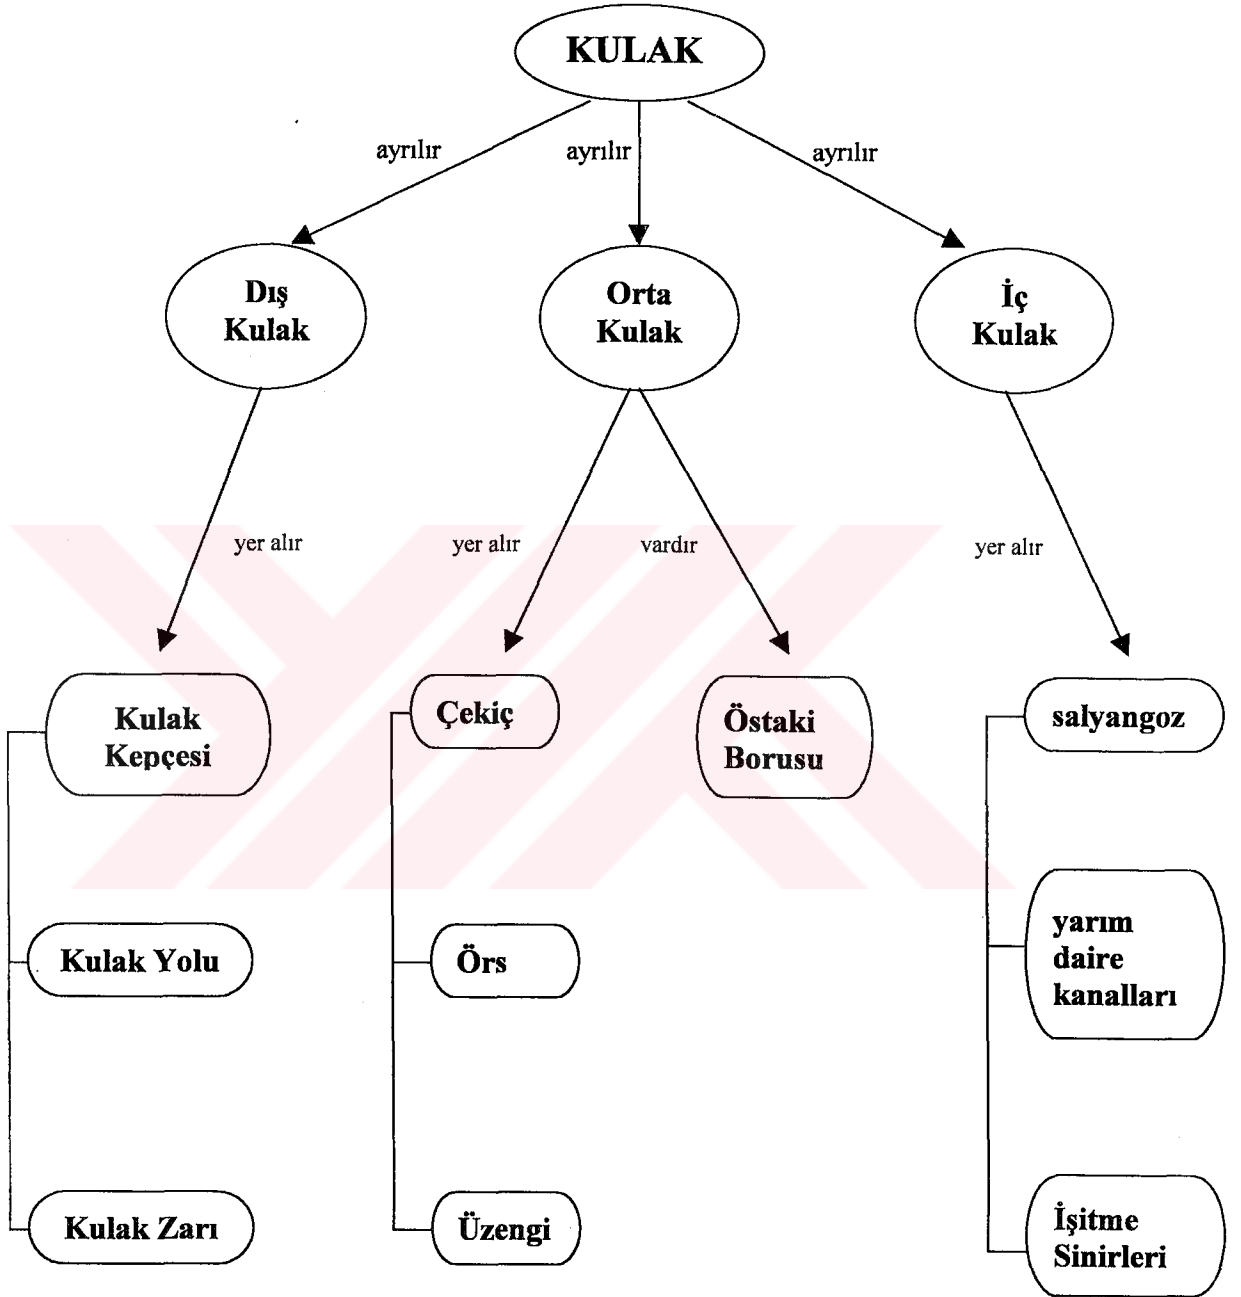 KULAK
ayrılır
ayrılır
ayrılır
Dış
Kulak
Orta
Kulak
İç
Kulak
yer alır
yer alır
vardır
yer alır
Kulak
Kepçesi
Çekiç
Östaki
Borusu
salyangoz
Kulak Yolu
Örs
yarım
daire
kanalları
Kulak Zarı
Üzengi
İşitme
Sinirleri